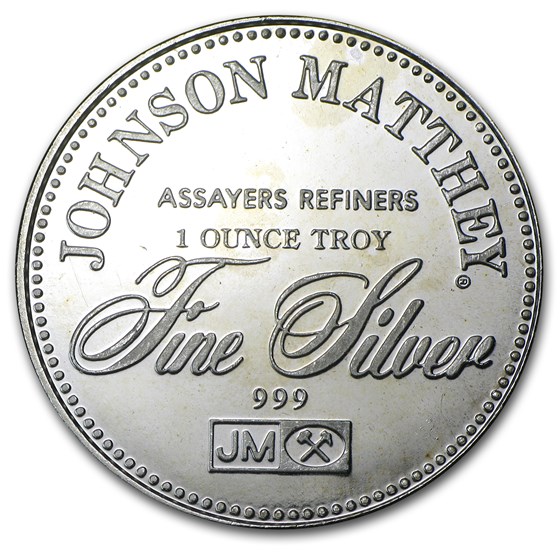 JOHNSON MATTHEY®
ASSAYERS REFINERS
1 OUNCE TROY
Fine Silver
999
JM